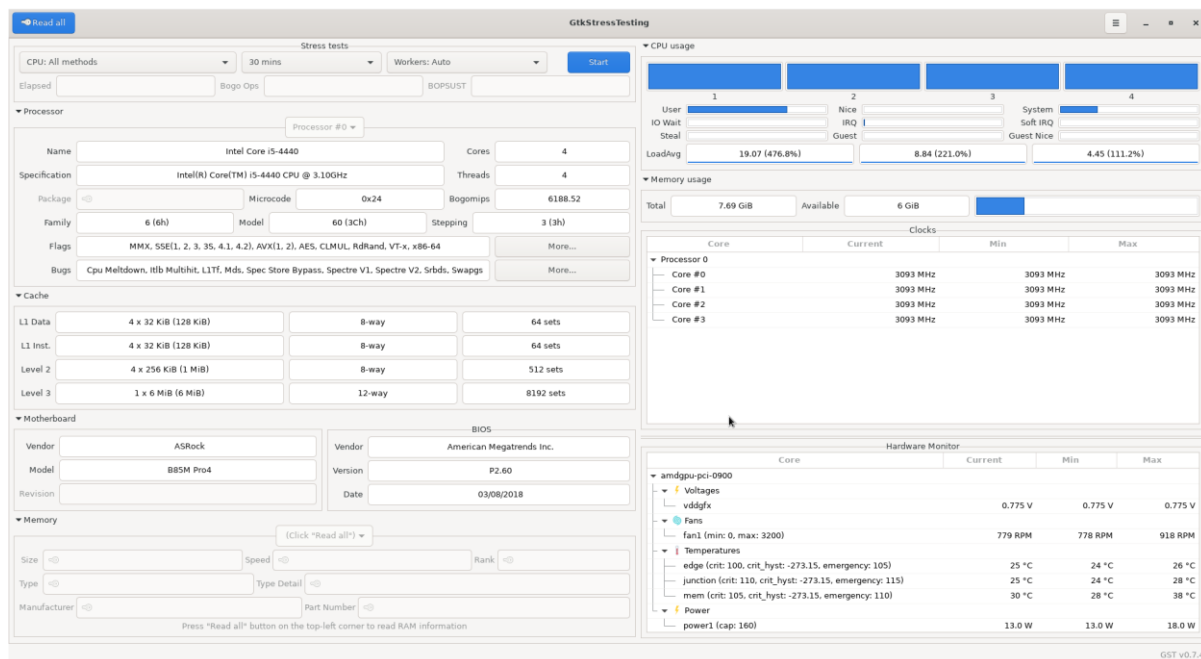 Read all
GtkStressTesting
Stress tests
CPU: All methods
30 mins
Workers: Auto
Start
Elapsed
Bogo Ops
BOPSUST
Processor
Processor #0
Name
Intel Core i5-4440
Cores
4
Specification
Intel(R) Core(TM) i5-4440 CPU @ 3.10GHz
Threads
4
Package
Microcode
0x24
Bogomips
6188.52
Family
6 (6h)
Model
60 (3Ch)
Stepping
3 (3h)
Flags
MMX, SSE(1, 2, 3, 3S, 4.1, 4.2), AVX(1, 2), AES, CLMUL, RdRand, VT-x, x86-64
More...
Bugs
Cpu Meltdown, Itlb Multihit, L1Tf, Mds, Spec Store Bypass, Spectre V1, Spectre V2, Srbds, Swapgs
More...
Cache
L1 Data
4 x 32 KiB (128 KiB)
8-way
64 sets
L1 Inst.
4 x 32 KiB (128 KiB)
8-way
64 sets
Level 2
4 x 256 KiB (1 MiB)
8-way
512 sets
Level 3
1 x 6 MiB (6 MiB)
12-way
8192 sets
Motherboard
Vendor
ASRock
Model
B85M Pro4
Revision
BIOS
Vendor
American Megatrends Inc.
Version
P2.60
Date
03/08/2018
Memory
(Click "Read all")
Size
Speed
Rank
Type
Type Detail
Manufacturer
Part Number
Press "Read all" button on the top-left corner to read RAM information
CPU usage
1
2
3
4
User
Nice
System
IO Wait
IRQ
Soft IRQ
Steal
Guest
Guest Nice
LoadAvg
19.07 (476.8%)
8.84 (221.0%)
4.45 (111.2%)
Memory usage
Total
7.69 GiB
Available
6 GiB
Clocks
Core Current Min Max
Processor 0
Core #0 3093 MHz 3093 MHz 3093 MHz
Core #1 3093 MHz 3093 MHz 3093 MHz
Core #2 3093 MHz 3093 MHz 3093 MHz
Core #3 3093 MHz 3093 MHz 3093 MHz
Hardware Monitor
Core Current Min Max
amdgpu-pci-0900
Voltages
vddgfx 0.775 V 0.775 V 0.775 V
Fans
fan1 (min: 0, max: 3200) 779 RPM 778 RPM 918 RPM
Temperatures
edge (crit: 100, crit_hyst: -273.15, emergency: 105) 25 °C 24 °C 26 °C
junction (crit: 110, crit_hyst: -273.15, emergency: 115) 25 °C 24 °C 28 °C
mem (crit: 105, crit_hyst: -273.15, emergency: 110) 30 °C 28 °C 38 °C
Power
power1 (cap: 160) 13.0 W 13.0 W 18.0 W
GST